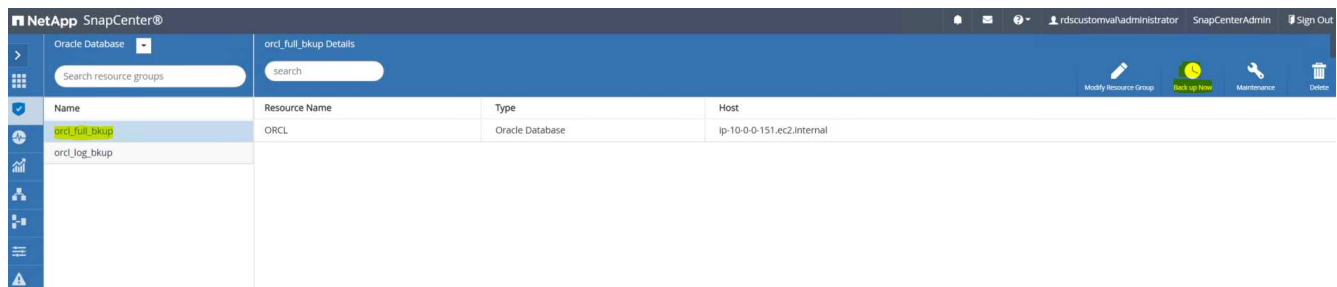 NetApp SnapCenter® rdscustomval\administrator SnapCenterAdmin Sign Out
Oracle Database orcl_full_bkup Details
Search resource groups search
Modify Resource Group Back up Now Maintenance Delete
Name Resource Name Type Host
orcl_full_bkup ORCL Oracle Database ip-10-0-0-151.ec2.internal
orcl_log_bkup